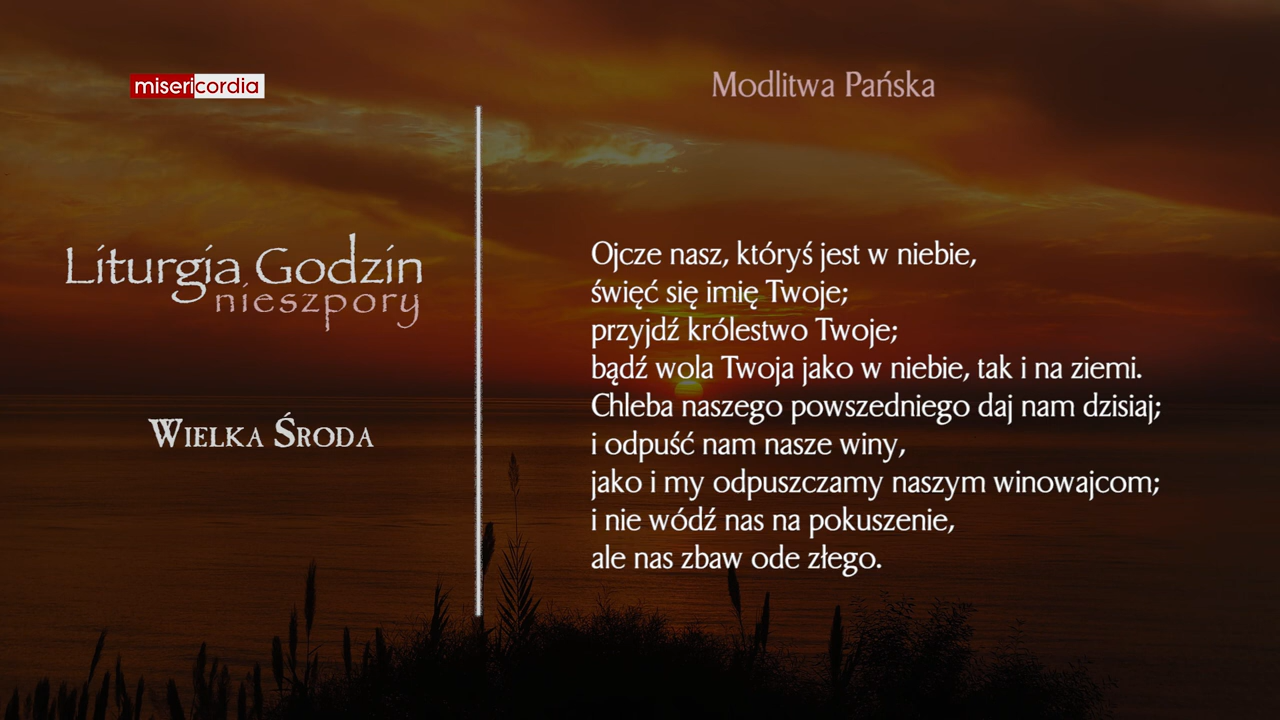 misericordia
Liturgia Godzin
nieszpory
Wielka Środa
Modlitwa Pańska
Ojcze nasz, któryś jest w niebie,
święć się imię Twoje;
przyjdź królestwo Twoje;
bądź wola Twoja jako w niebie, tak i na ziemi.
Chleba naszego powszedniego daj nam dzisiaj;
i odpuść nam nasze winy,
jako i my odpuszczamy naszym winowajcom;
i nie wódź nas na pokuszenie,
ale nas zbaw ode złego.